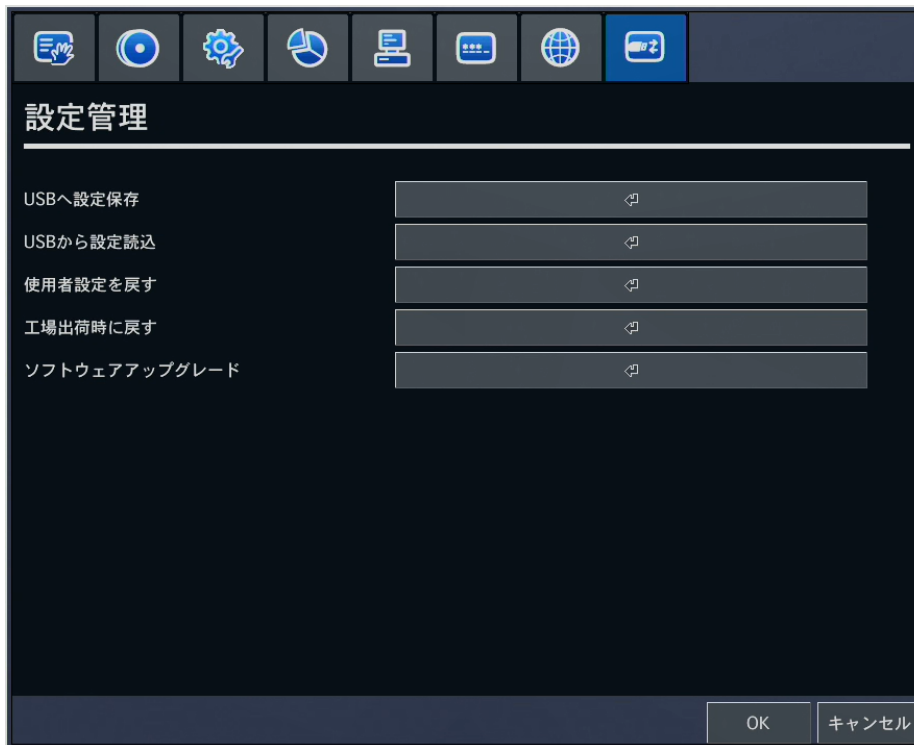 設定管理
USBへ設定保存
USBから設定読込
使用者設定を戻す
工場出荷時に戻す
ソフトウェアアップグレード
OK
キャンセル